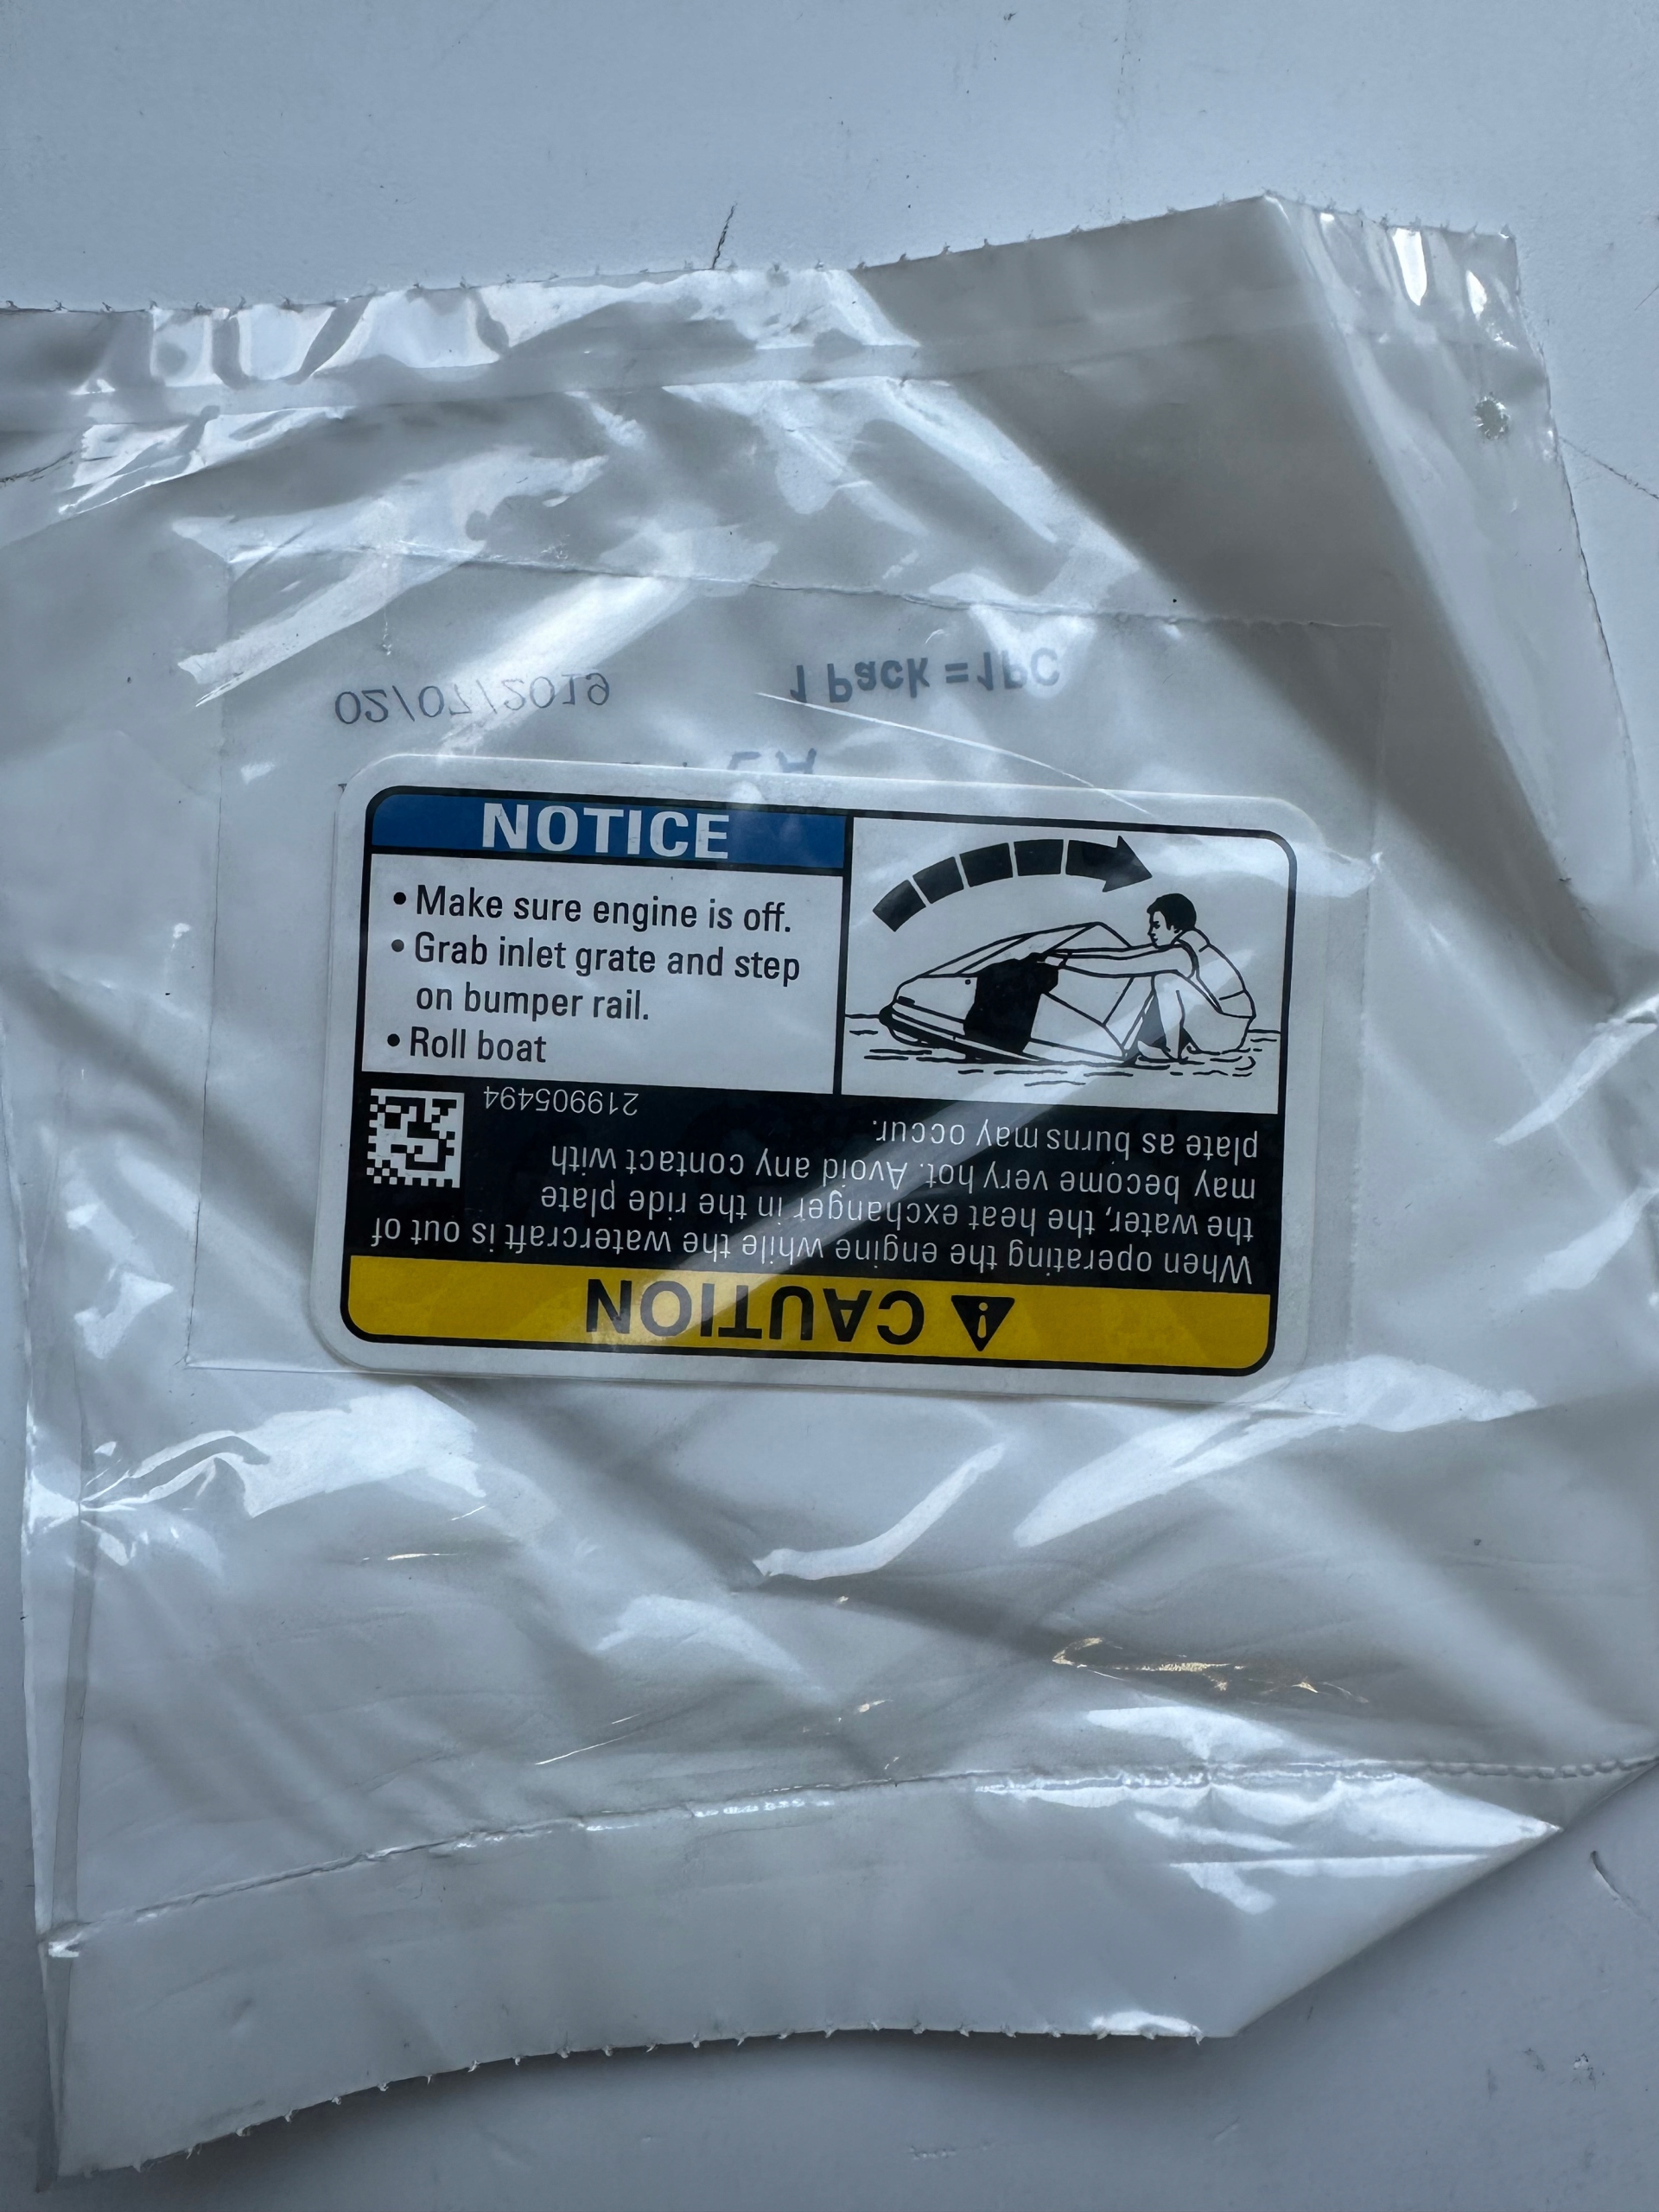 02/07/2019
1 Pack =1PC
NOTICE
• Make sure engine is off.
• Grab inlet grate and step
on bumper rail.
• Roll boat
CAUTION
When operating the engine while the watercraft is out of
the water, the heat exchanger in the ride plate
may become very hot. Avoid any contact with
plate as burns may occur.
219905494